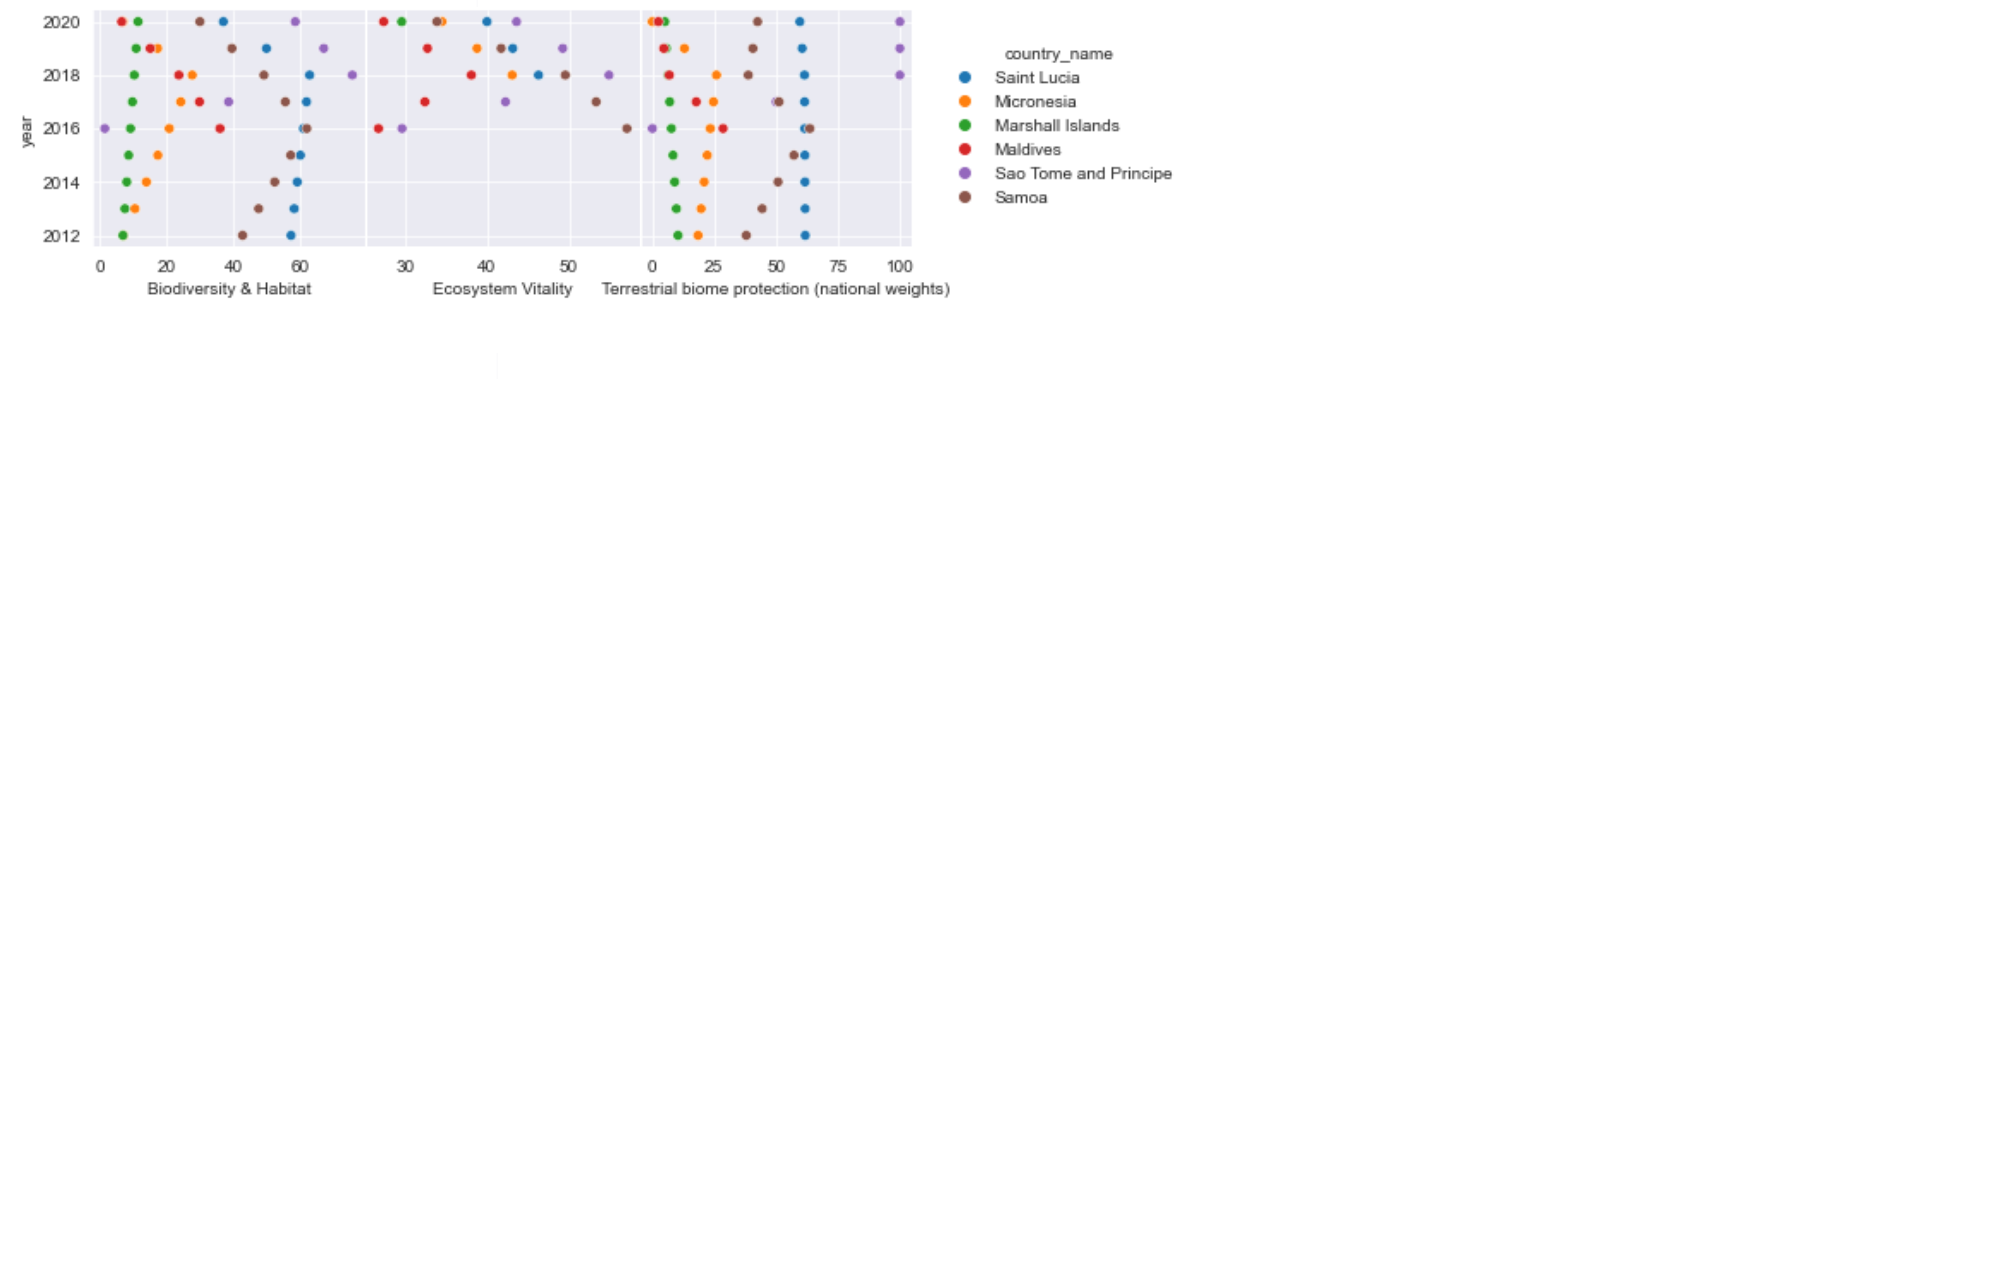 year
2020
2018
2016
2014
2012
0 20 40 60 30 40 50 0 25 50 75 100
Biodiversity & Habitat Ecosystem Vitality Terrestrial biome protection (national weights)
country_name
Saint Lucia
Micronesia
Marshall Islands
Maldives
Sao Tome and Principe
Samoa